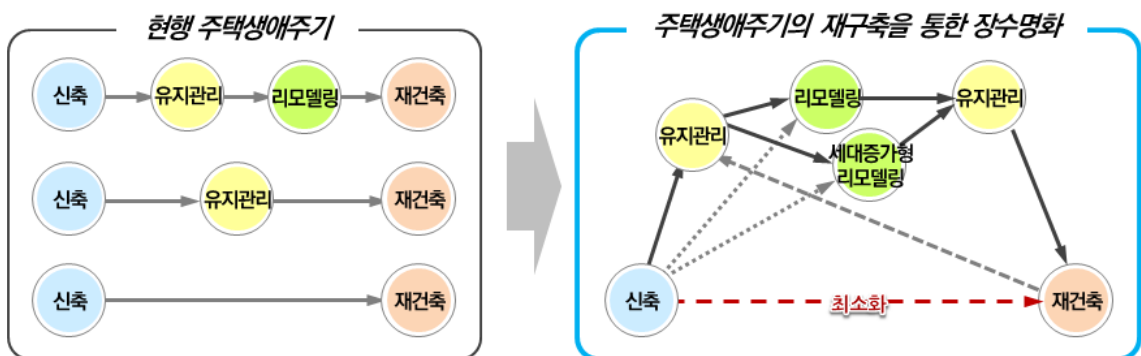 현행 주택생애주기
신축
유지관리
리모델링
재건축
신축
유지관리
재건축
신축
재건축
주택생애주기의 재구축을 통한 장수명화
리모델링
유지관리
유지관리
세대증가형
리모델링
신축
최소화
재건축